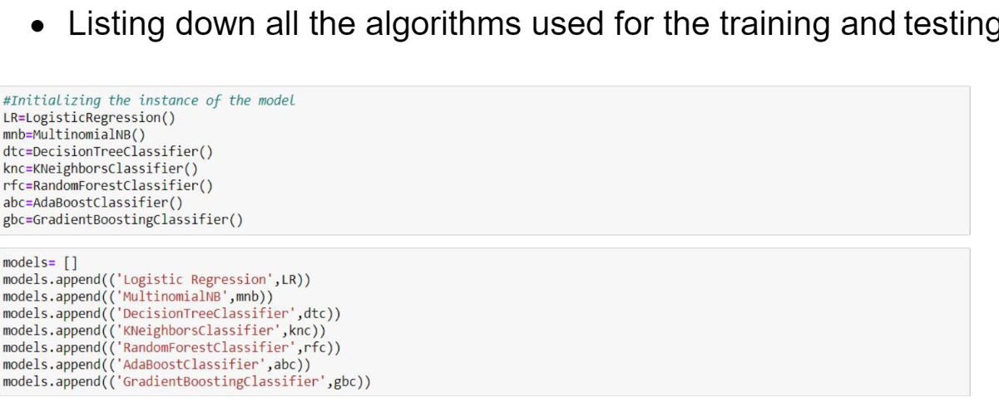 • Listing down all the algorithms used for the training and testing
#Initializing the instance of the model
LR=LogisticRegression()
mnb=MultinomialNB()
dtc=DecisionTreeClassifier()
knc=KNeighborsClassifier()
rfc=RandomForestClassifier()
abc=AdaBoostClassifier()
gbc=GradientBoostingClassifier()
models= []
models.append(('Logistic Regression',LR))
models.append(('MultinomialNB',mnb))
models.append(('DecisionTreeClassifier',dtc))
models.append(('KNeighborsClassifier',knc))
models.append(('RandomForestClassifier',rfc))
models.append(('AdaBoostClassifier',abc))
models.append(('GradientBoostingClassifier',gbc))